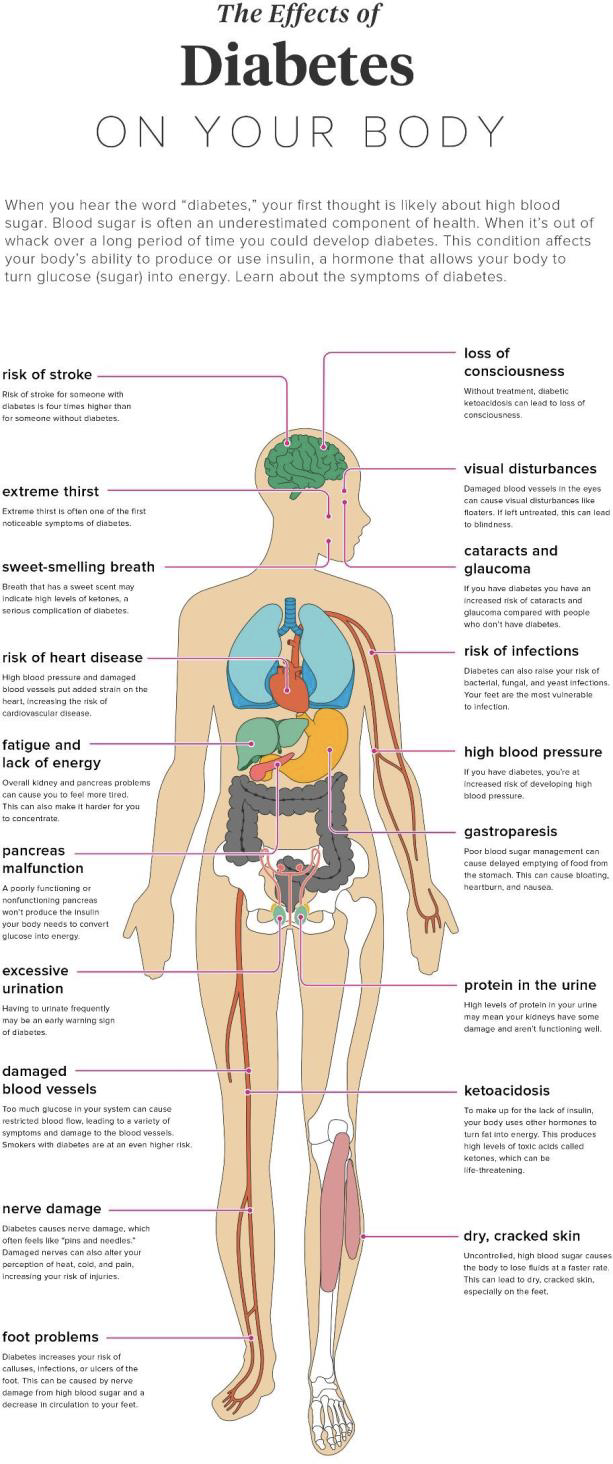 The Effects of
Diabetes
ON YOUR BODY
When you hear the word “diabetes,” your first thought is likely about high blood
sugar. Blood sugar is often an underestimated component of health. When it’s out of
whack over a long period of time you could develop diabetes. This condition affects
your body’s ability to produce or use insulin, a hormone that allows your body to
turn glucose (sugar) into energy. Learn about the symptoms of diabetes.
risk of stroke
Risk of stroke for someone with
diabetes is four times higher than
for someone without diabetes.
extreme thirst
Extreme thirst is often one of the first
noticeable symptoms of diabetes.
sweet-smelling breath
Breath that has a sweet scent may
indicate high levels of ketones, a
serious complication of diabetes.
risk of heart disease
High blood pressure and damaged
blood vessels put added strain on the
heart, increasing the risk of
cardiovascular disease.
fatigue and
lack of energy
Overall kidney and pancreas problems
can cause you to feel more tired.
This can also make it harder for you
to concentrate.
pancreas
malfunction
A poorly functioning or
nonfunctioning pancreas
won’t produce the insulin
your body needs to convert
glucose into energy.
excessive
urination
Having to urinate frequently
may be an early warning sign
of diabetes.
damaged
blood vessels
Too much glucose in your system can cause
restricted blood flow, leading to a variety of
symptoms and damage to the blood vessels.
Smokers with diabetes are at an even higher risk.
nerve damage
Diabetes causes nerve damage, which
often feels like “pins and needles.”
Damaged nerves can also alter your
perception of heat, cold, and pain,
increasing your risk of injuries.
foot problems
Diabetes increases your risk of
calluses, infections, or ulcers of the
foot. This can be caused by nerve
damage from high blood sugar and a
decrease in circulation to your feet.
loss of
consciousness
Without treatment, diabetic
ketoacidosis can lead to loss of
consciousness.
visual disturbances
Damaged blood vessels in the eyes
can cause visual disturbances like
floaters. If left untreated, this can lead
to blindness.
cataracts and
glaucoma
If you have diabetes you have an
increased risk of cataracts and
glaucoma compared with people
who don’t have diabetes.
risk of infections
Diabetes can also raise your risk of
bacterial, fungal, and yeast infections.
Your feet are the most vulnerable
to infection.
high blood pressure
If you have diabetes, you’re at
increased risk of developing high
blood pressure.
gastroparesis
Poor blood sugar management can
cause delayed emptying of food from
the stomach. This can cause bloating,
heartburn, and nausea.
protein in the urine
High levels of protein in your urine
may mean your kidneys have some
damage and aren’t functioning well.
ketoacidosis
To make up for the lack of insulin,
your body uses other hormones to
turn fat into energy. This produces
high levels of toxic acids called
ketones, which can be
life-threatening.
dry, cracked skin
Uncontrolled, high blood sugar causes
the body to lose fluids at a faster rate.
This can lead to dry, cracked skin,
especially on the feet.